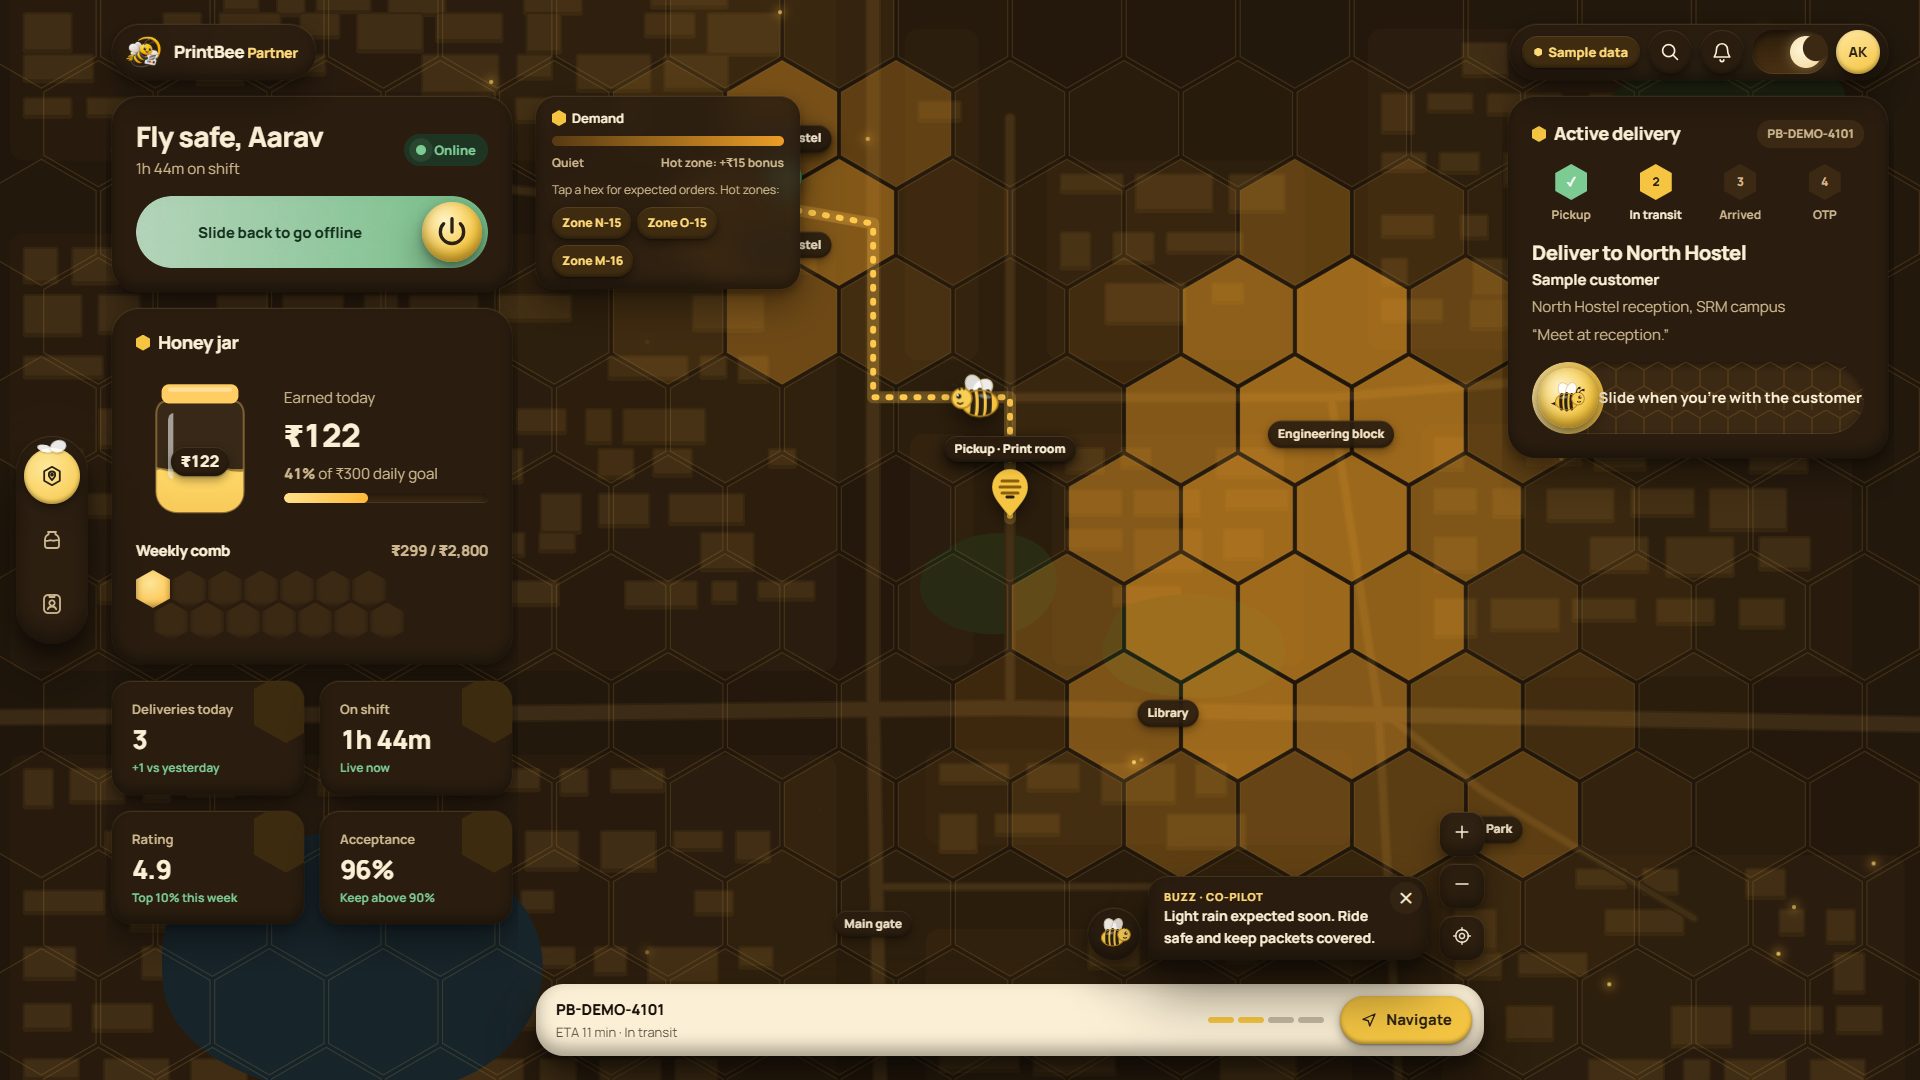 PrintBee Partner
Sample data
AK
Fly safe, Aarav
1h 44m on shift
Online
Slide back to go offline
Demand
Quiet
Hot zone: +₹15 bonus
Tap a hex for expected orders. Hot zones:
Zone N-15
Zone O-15
Zone M-16
stel
stel
Honey jar
₹122
Earned today
₹122
41% of ₹300 daily goal
Weekly comb
₹299 / ₹2,800
Deliveries today
3
+1 vs yesterday
On shift
1h 44m
Live now
Rating
4.9
Top 10% this week
Acceptance
96%
Keep above 90%
Pickup · Print room
Engineering block
Library
Main gate
Park
Active delivery
PB-DEMO-4101
Pickup
2
In transit
3
Arrived
4
OTP
Deliver to North Hostel
Sample customer
North Hostel reception, SRM campus
“Meet at reception.”
Slide when you’re with the customer
BUZZ · CO-PILOT
Light rain expected soon. Ride
safe and keep packets covered.
PB-DEMO-4101
ETA 11 min · In transit
Navigate